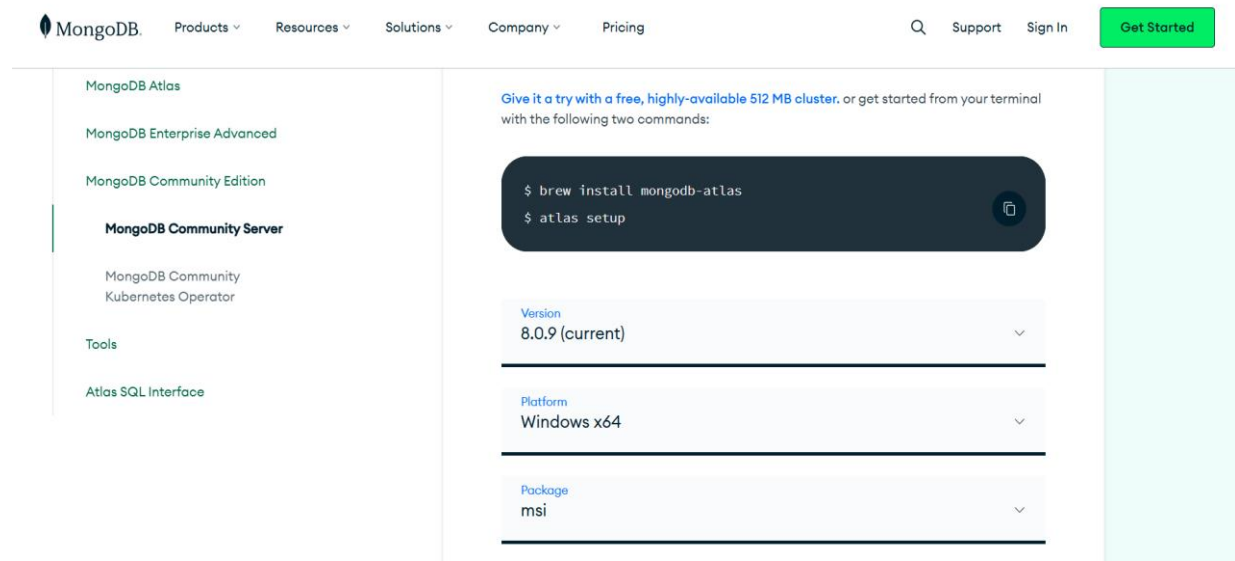 MongoDB. Products Resources Solutions Company Pricing Support Sign In Get Started
MongoDB Atlas
MongoDB Enterprise Advanced
MongoDB Community Edition
MongoDB Community Server
MongoDB Community
Kubernetes Operator
Tools
Atlas SQL Interface
Give it a try with a free, highly-available 512 MB cluster. or get started from your terminal
with the following two commands:
$ brew install mongodb-atlas
$ atlas setup
Version
8.0.9 (current)
Platform
Windows x64
Package
msi